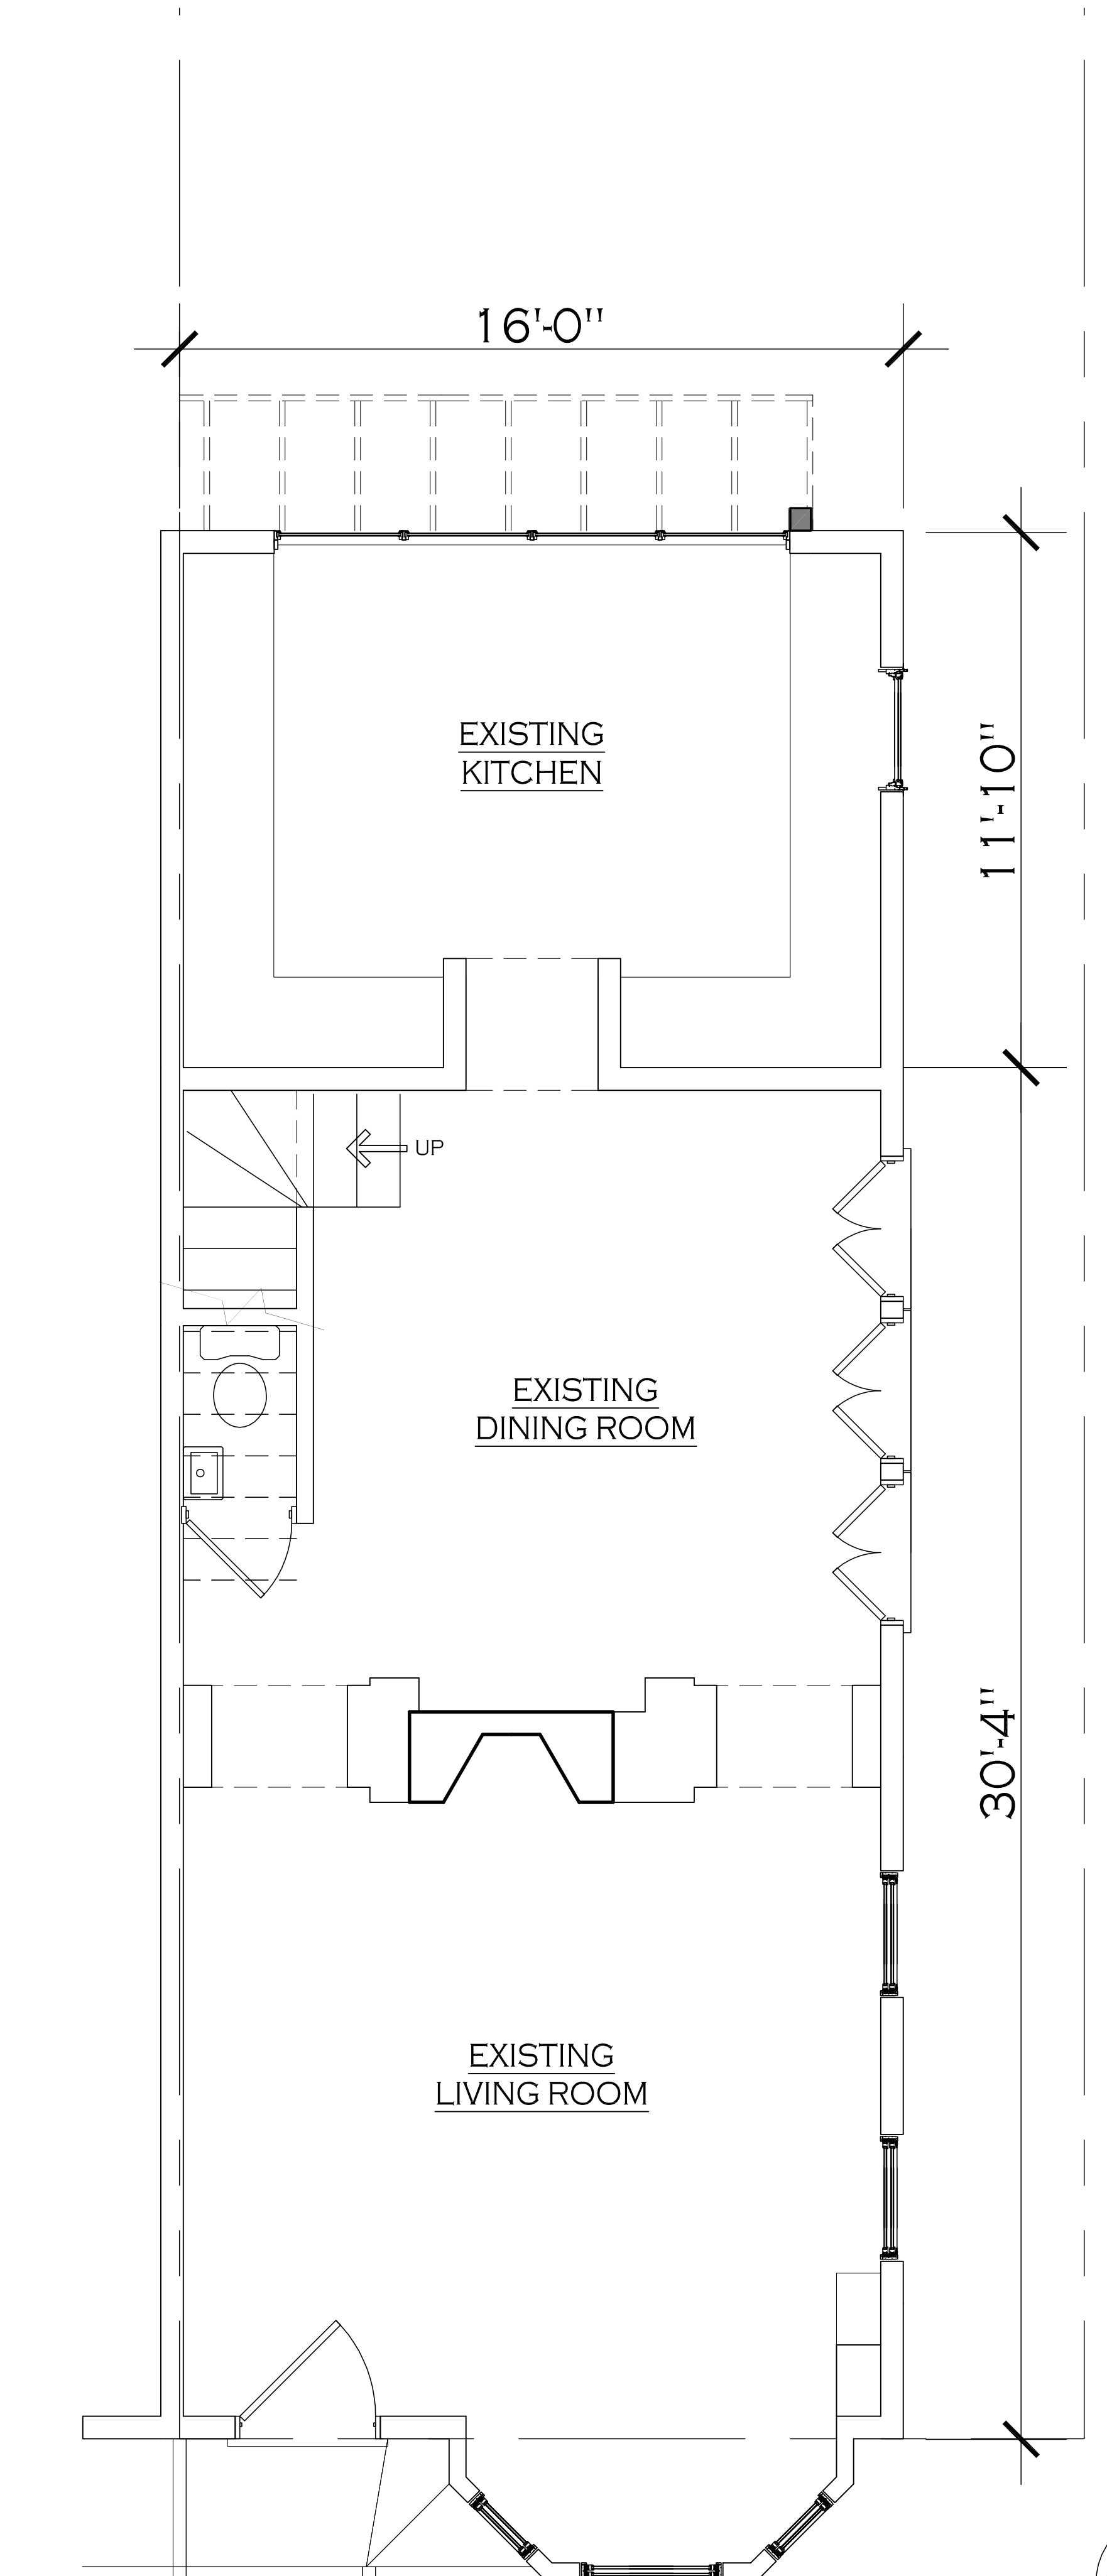 16'-0"
EXISTING
KITCHEN
11'-10"
UP
EXISTING
DINING ROOM
30'-4"
EXISTING
LIVING ROOM